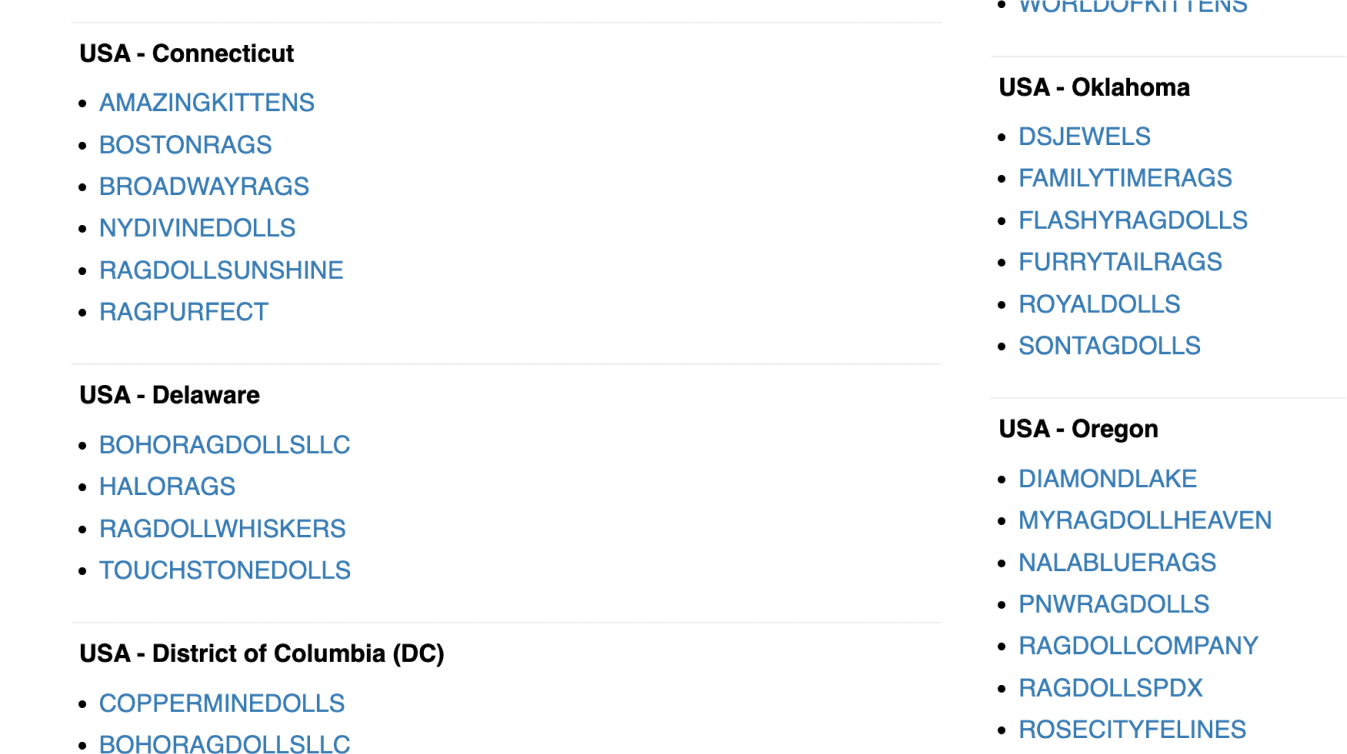 USA - Connecticut
AMAZINGKITTENS
BOSTONRAGS
BROADWAYRAGS
NYDIVINEDOLLS
RAGDOLLSUNSHINE
RAGPURFECT
USA - Delaware
BOHORAGDOLLSLLC
HALORAGS
RAGDOLLWHISKERS
TOUCHSTONEDOLLS
USA - District of Columbia (DC)
COPPERMINEDOLLS
BOHORAGDOLLSLLC
WORLDOFKITTENS
USA - Oklahoma
DSJEWELS
FAMILYTIMERAGS
FLASHYRAGDOLLS
FURRYTAILRAGS
ROYALDOLLS
SONTAGDOLLS
USA - Oregon
DIAMONDLAKE
MYRAGDOLLHEAVEN
NALABLUERAGS
PNWRAGDOLLS
RAGDOLLCOMPANY
RAGDOLLSPDX
ROSECITYFELINES